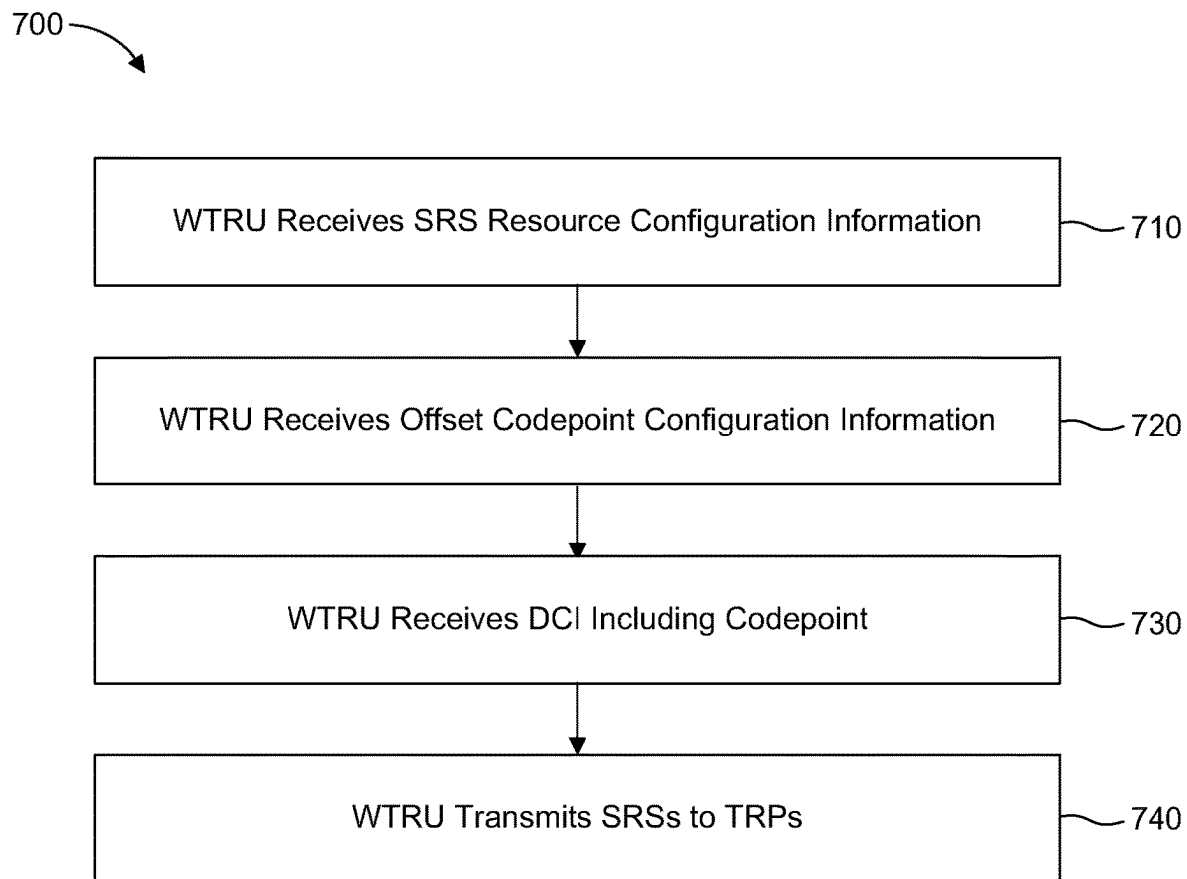 700
WTRU Receives SRS Resource Configuration Information
710
WTRU Receives Offset Codepoint Configuration Information
720
WTRU Receives DCI Including Codepoint
730
WTRU Transmits SRSs to TRPs
740